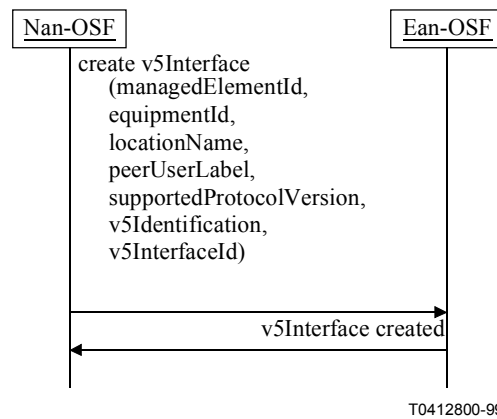 Nan-OSF
Ean-OSF
create v5Interface
(managedElementId,
equipmentId,
locationName,
peerUserLabel,
supportedProtocolVersion,
v5Identification,
v5InterfaceId)
v5Interface created
T0412800-99